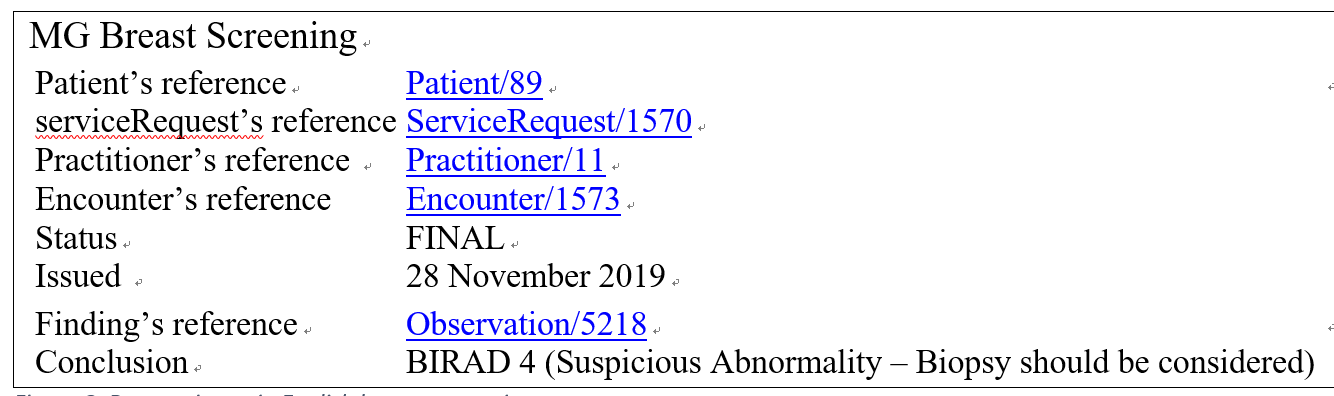 MG Breast Screening
Patient’s reference Patient/89
serviceRequest’s reference ServiceRequest/1570
Practitioner’s reference Practitioner/11
Encounter’s reference Encounter/1573
Status FINAL
Issued 28 November 2019
Finding’s reference Observation/5218
Conclusion BIRAD 4 (Suspicious Abnormality – Biopsy should be considered)